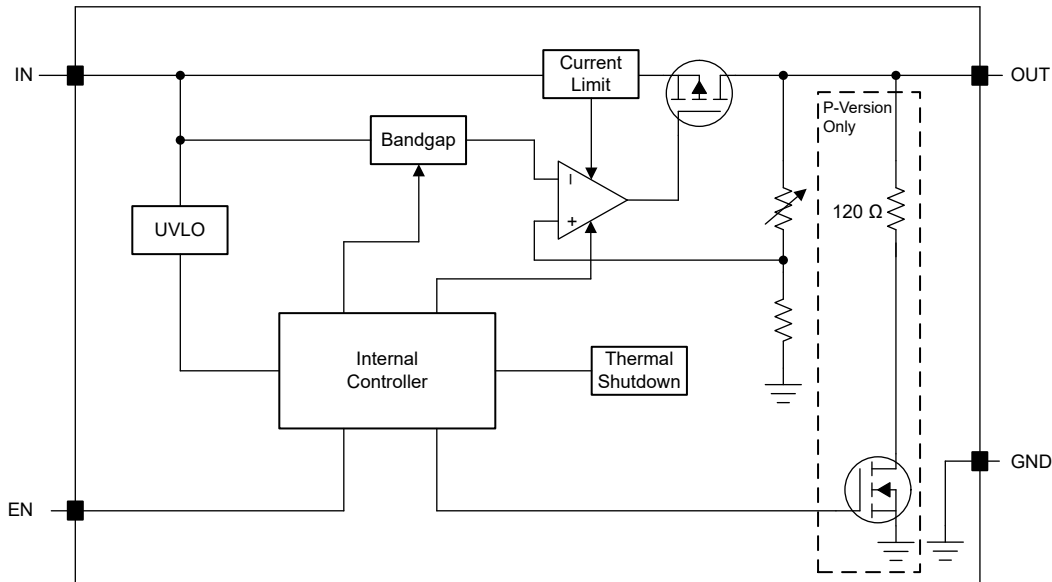 IN
Current
Limit
OUT
P-Version
Only
Bandgap
–
+
120 Ω
UVLO
Internal
Controller
Thermal
Shutdown
GND
EN